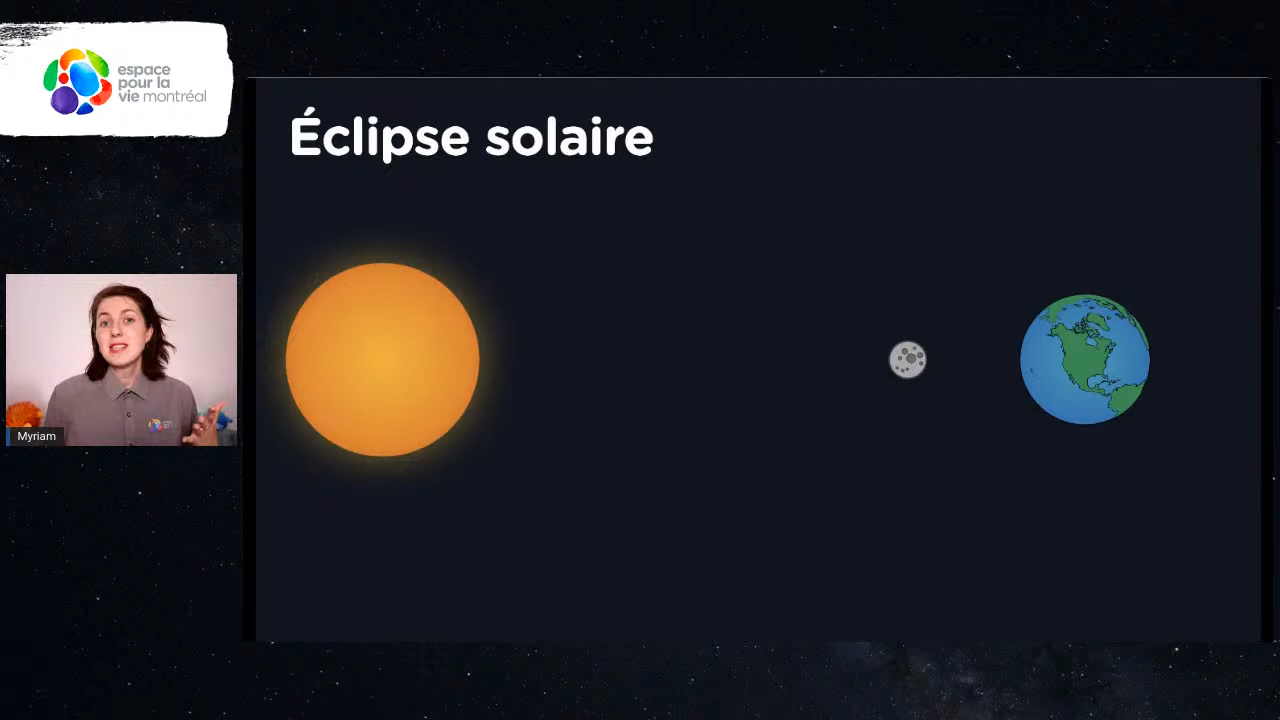 espace
pour la
vie montréal
Éclipse solaire
Myriam